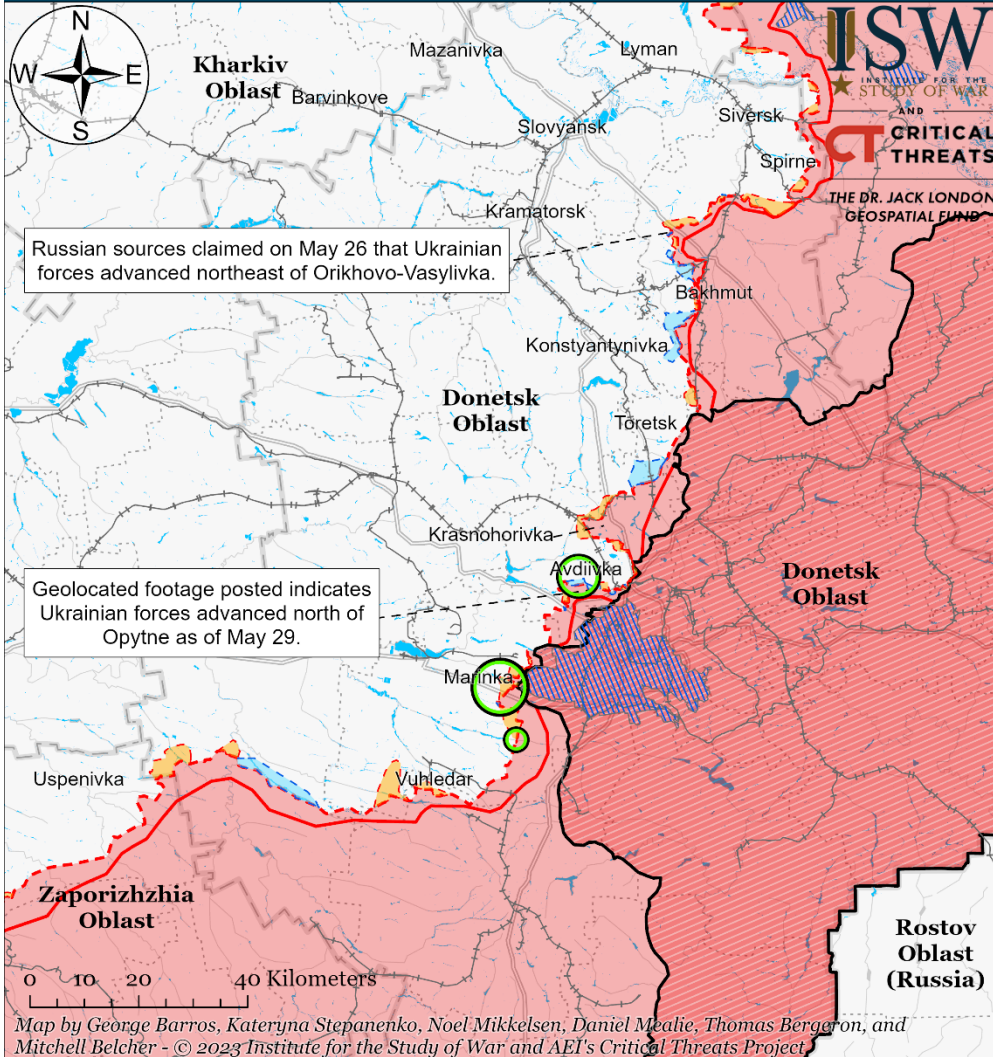 N
W
E
S
Kharkiv
Oblast
Mazanivka
Lyman
Barvinkove
Slovyansk
Siversk
Spirne
Kramatorsk
ISW
INSTITUTE FOR THE
STUDY OF WAR
AND
CT CRITICAL
THREATS
THE DR. JACK LONDON
GEOSPATIAL FUND
Russian sources claimed on May 26 that Ukrainian
forces advanced northeast of Orikhovo-Vasylivka.
Bakhmut
Konstyantynivka
Donetsk
Oblast
Toretsk
Krasnohorivka
Avdiivka
Donetsk
Oblast
Geolocated footage posted indicates
Ukrainian forces advanced north of
Opytne as of May 29.
Marinka
Uspenivka
Vuhledar
Zaporizhzhia
Oblast
Rostov
Oblast
(Russia)
0 10 20 40 Kilometers
Map by George Barros, Kateryna Stepanenko, Noel Mikkelsen, Daniel Mealie, Thomas Bergeron, and
Mitchell Belcher - © 2023 Institute for the Study of War and AEI's Critical Threats Project